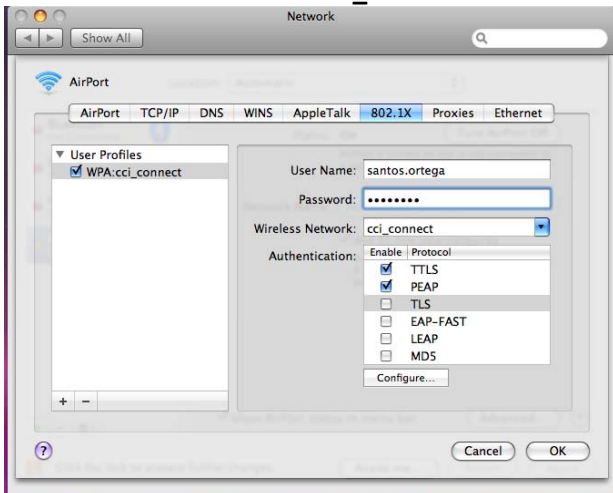 Network
Show All
AirPort
AirPort TCP/IP DNS WINS AppleTalk 802.1X Proxies Ethernet
User Profiles
WPA:cci_connect
User Name: santos.ortega
Password: ••••••••
Wireless Network: cci_connect
Authentication: Enable Protocol
TTLS
PEAP
TLS
EAP-FAST
LEAP
MD5
Configure...
+ −
?
Cancel OK